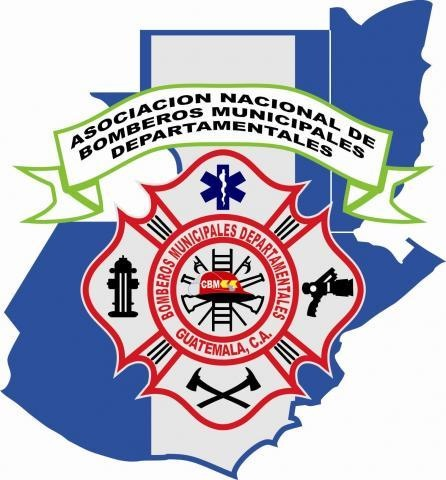 ASOCIACION NACIONAL DE
BOMBEROS MUNICIPALES
DEPARTAMENTALES
BOMBEROS MUNICIPALES DEPARTAMENTALES
CBM
GUATEMALA, C.A.